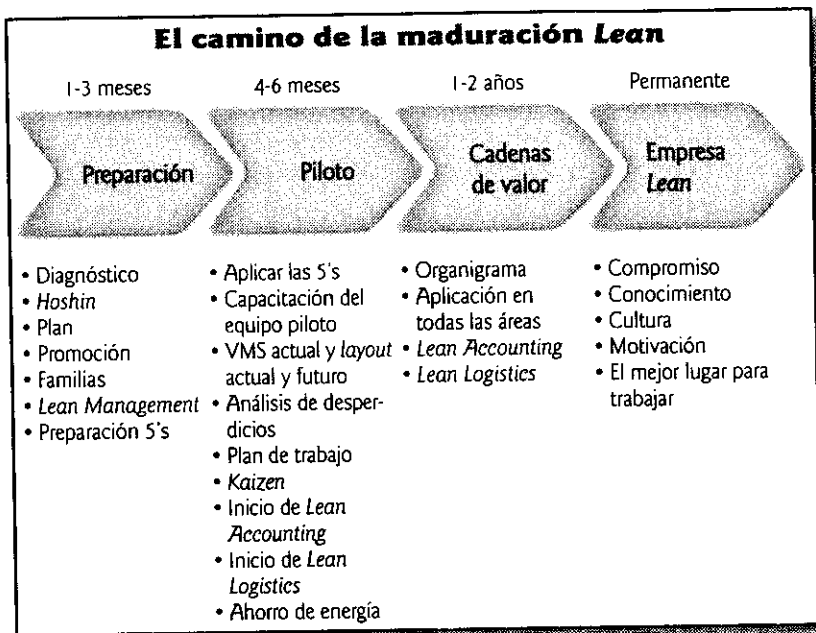 El camino de la maduración Lean
1-3 meses
4-6 meses
1-2 años
Permanente
Preparación
Piloto
Cadenas
de valor
Empresa
Lean
• Diagnóstico
• Hoshin
• Plan
• Promoción
• Familias
• Lean Management
• Preparación 5's
• Aplicar las 5's
• Capacitación del
equipo piloto
• VMS actual y layout
actual y futuro
• Análisis de desper-
dicios
• Plan de trabajo
• Kaizen
• Inicio de Lean
Accounting
• Inicio de Lean
Logistics
• Ahorro de energía
• Organigrama
• Aplicación en
todas las áreas
• Lean Accounting
• Lean Logistics
• Compromiso
• Conocimiento
• Cultura
• Motivación
• El mejor lugar para
trabajar